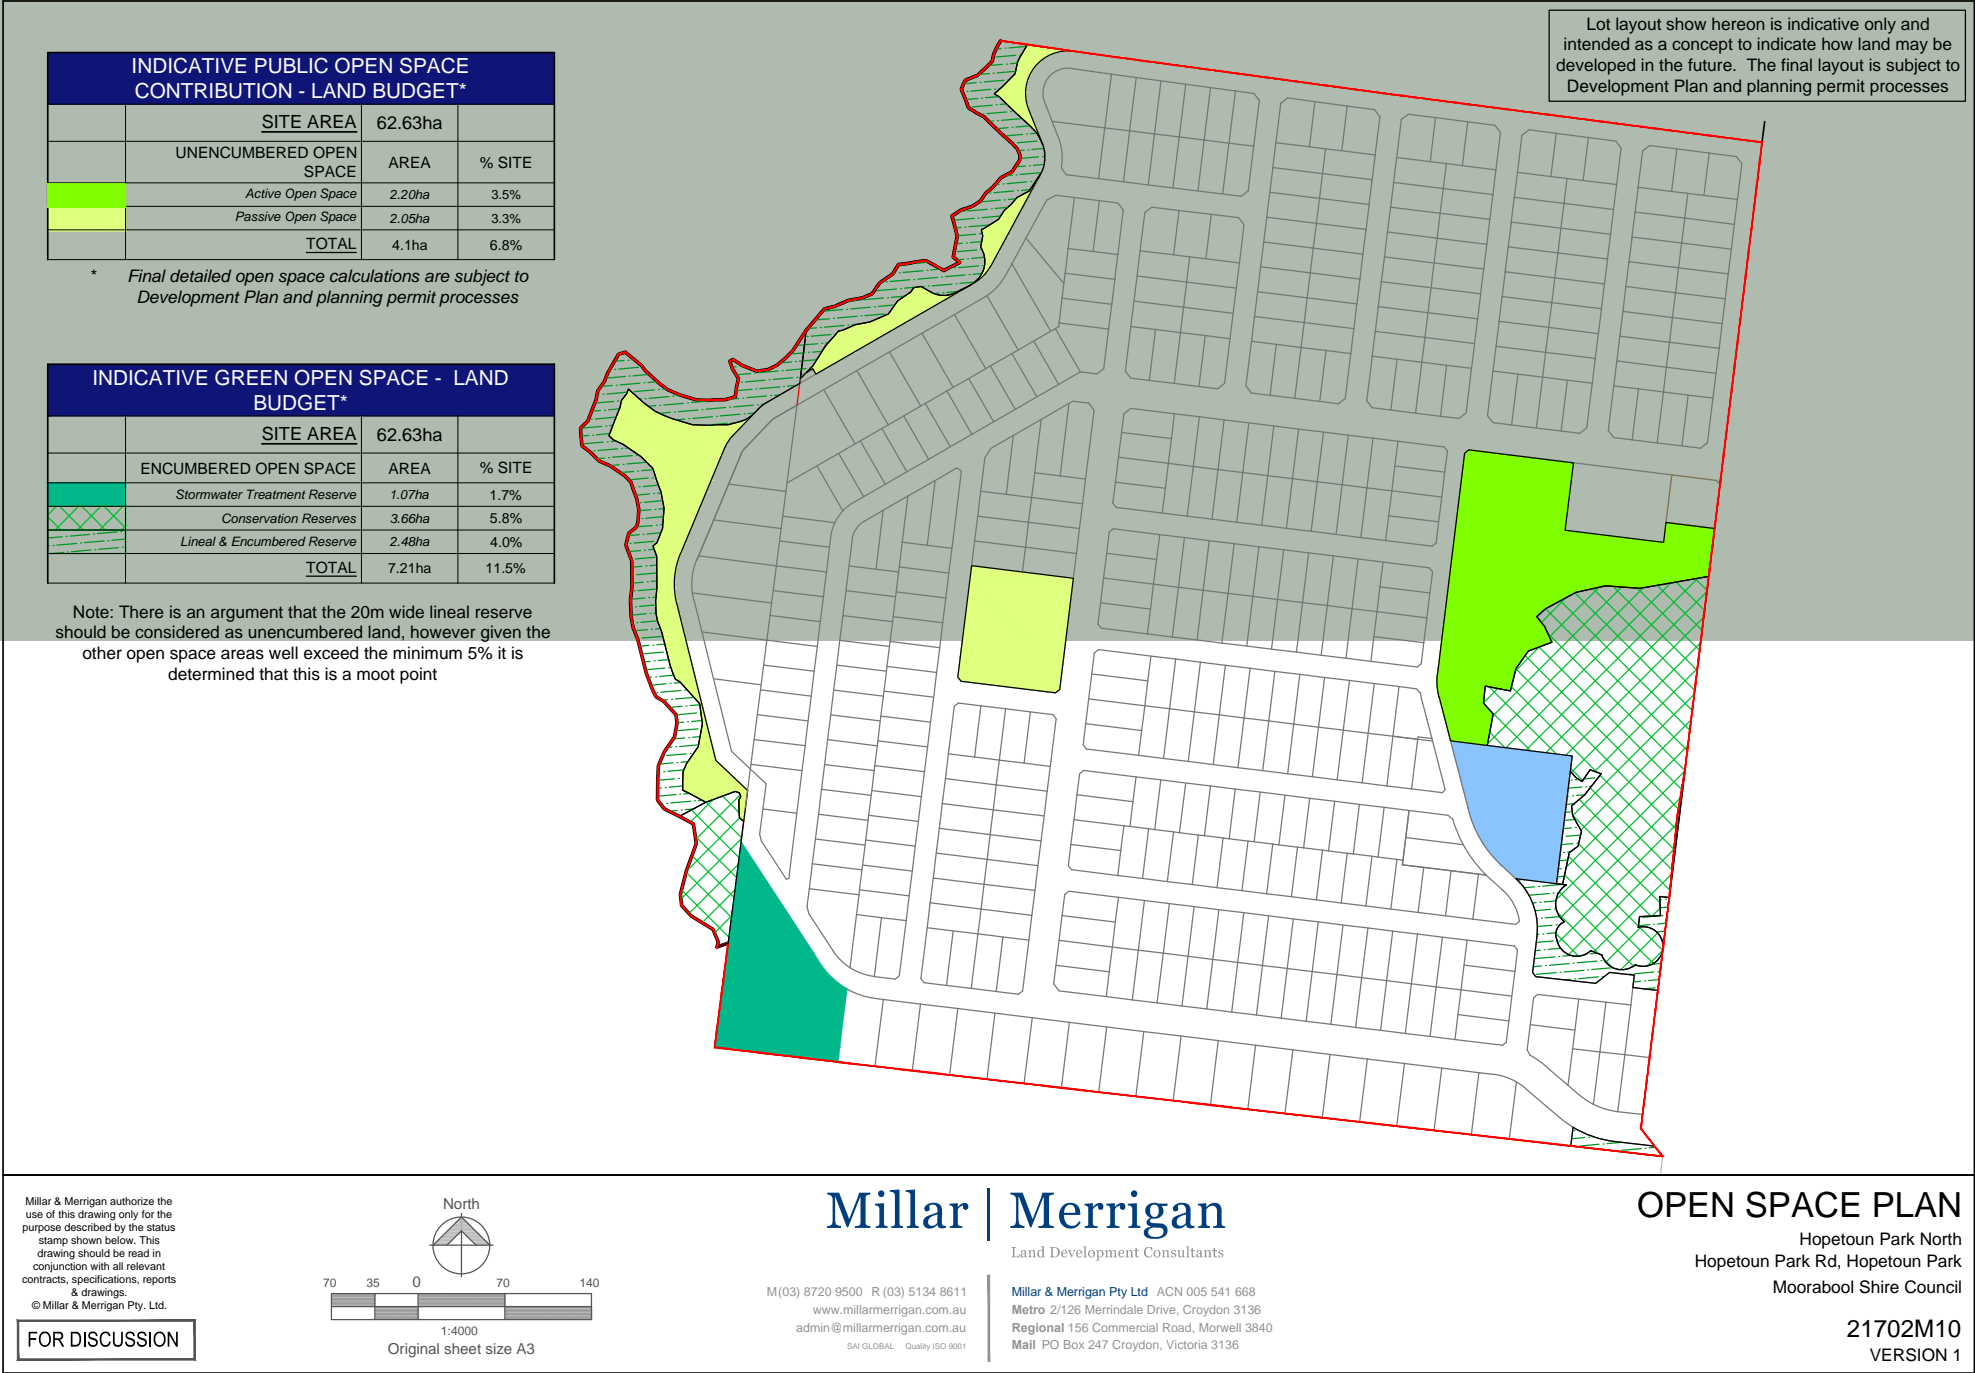 Lot layout show hereon is indicative only and
intended as a concept to indicate how land may be
developed in the future. The final layout is subject to
Development Plan and planning permit processes
INDICATIVE PUBLIC OPEN SPACE
CONTRIBUTION - LAND BUDGET*
SITE AREA 62.63ha
UNENCUMBERED OPEN
SPACE AREA % SITE
Active Open Space 2.20ha 3.5%
Passive Open Space 2.05ha 3.3%
TOTAL 4.1ha 6.8%
* Final detailed open space calculations are subject to
Development Plan and planning permit processes
INDICATIVE GREEN OPEN SPACE - LAND
BUDGET*
SITE AREA 62.63ha
ENCUMBERED OPEN SPACE AREA % SITE
Stormwater Treatment Reserve 1.07ha 1.7%
Conservation Reserves 3.66ha 5.8%
Lineal & Encumbered Reserve 2.48ha 4.0%
TOTAL 7.21ha 11.5%
Note: There is an argument that the 20m wide lineal reserve
should be considered as unencumbered land, however given the
other open space areas well exceed the minimum 5% it is
determined that this is a moot point
Millar & Merrigan authorize the
use of this drawing only for the
purpose described by the status
stamp shown below. This
drawing should be read in
conjunction with all relevant
contracts, specifications, reports
& drawings.
© Millar & Merrigan Pty. Ltd.
FOR DISCUSSION
North
70 35 0 70 140
1:4000
Original sheet size A3
Millar | Merrigan
Land Development Consultants
M(03) 8720 9500 R (03) 5134 8611
www.millarmerrigan.com.au
admin@millarmerrigan.com.au
SAI GLOBAL Quality ISO 9001
Millar & Merrigan Pty Ltd ACN 005 541 668
Metro 2/126 Merrindale Drive, Croydon 3136
Regional 156 Commercial Road, Morwell 3840
Mail PO Box 247 Croydon, Victoria 3136
OPEN SPACE PLAN
Hopetoun Park North
Hopetoun Park Rd, Hopetoun Park
Moorabool Shire Council
21702M10
VERSION 1